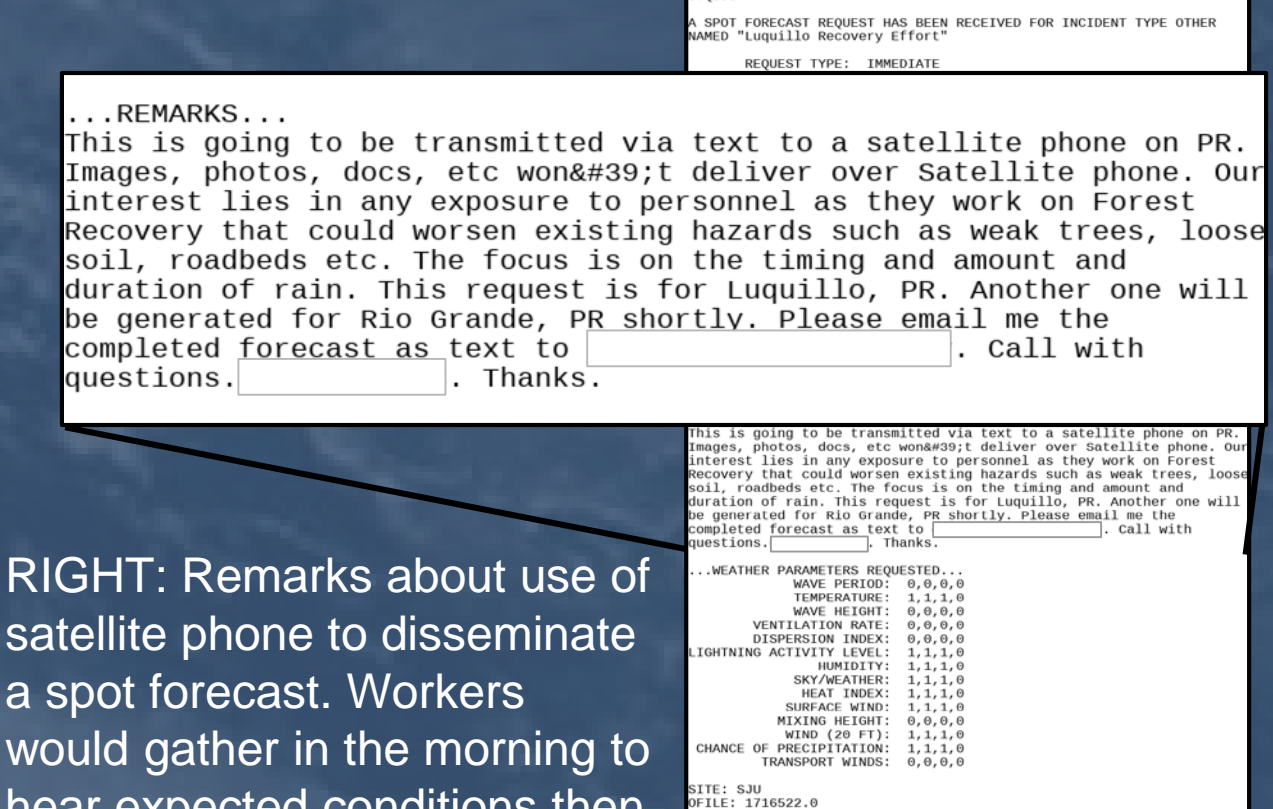 A SPOT FORECAST REQUEST HAS BEEN RECEIVED FOR INCIDENT TYPE OTHER
NAMED "Luquillo Recovery Effort"
REQUEST TYPE: IMMEDIATE
...REMARKS...
This is going to be transmitted via text to a satellite phone on PR.
Images, photos, docs, etc won&#39;t deliver over Satellite phone. Our
interest lies in any exposure to personnel as they work on Forest
Recovery that could worsen existing hazards such as weak trees, loose
soil, roadbeds etc. The focus is on the timing and amount and
duration of rain. This request is for Luquillo, PR. Another one will
be generated for Rio Grande, PR shortly. Please email me the
completed forecast as text to . Call with
questions. . Thanks.
This is going to be transmitted via text to a satellite phone on PR.
Images, photos, docs, etc won&#39;t deliver over Satellite phone. Our
interest lies in any exposure to personnel as they work on Forest
Recovery that could worsen existing hazards such as weak trees, loose
soil, roadbeds etc. The focus is on the timing and amount and
duration of rain. This request is for Luquillo, PR. Another one will
be generated for Rio Grande, PR shortly. Please email me the
completed forecast as text to . Call with
questions. . Thanks.
...WEATHER PARAMETERS REQUESTED...
WAVE PERIOD: 0,0,0,0
TEMPERATURE: 1,1,1,0
WAVE HEIGHT: 0,0,0,0
VENTILATION RATE: 0,0,0,0
DISPERSION INDEX: 0,0,0,0
LIGHTNING ACTIVITY LEVEL: 1,1,1,0
HUMIDITY: 1,1,1,0
SKY/WEATHER: 1,1,1,0
HEAT INDEX: 1,1,1,0
SURFACE WIND: 1,1,1,0
MIXING HEIGHT: 0,0,0,0
WIND (20 FT): 1,1,1,0
CHANCE OF PRECIPITATION: 1,1,1,0
TRANSPORT WINDS: 0,0,0,0
SITE: SJU
OFILE: 1716522.0
RIGHT: Remarks about use of
satellite phone to disseminate
a spot forecast. Workers
would gather in the morning to
hear expected conditions then